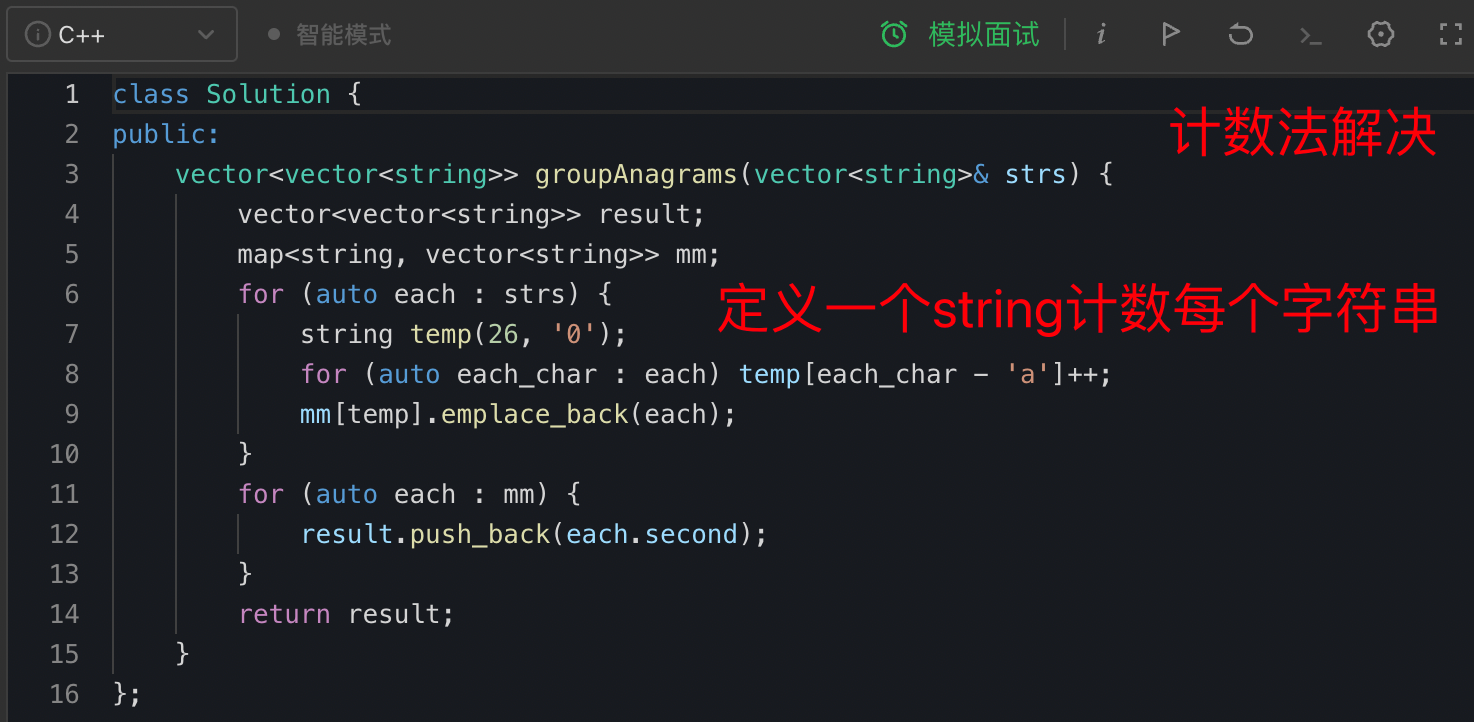 C++ 智能模式 模拟面试
1 class Solution {
2 public:
计数法解决
3 vector<vector<string>> groupAnagrams(vector<string>& strs) {
4 vector<vector<string>> result;
5 map<string, vector<string>> mm;
6 for (auto each : strs) {
定义一个string计数每个字符串
7 string temp(26, '0');
8 for (auto each_char : each) temp[each_char - 'a']++;
9 mm[temp].emplace_back(each);
10 }
11 for (auto each : mm) {
12 result.push_back(each.second);
13 }
14 return result;
15 }
16 };